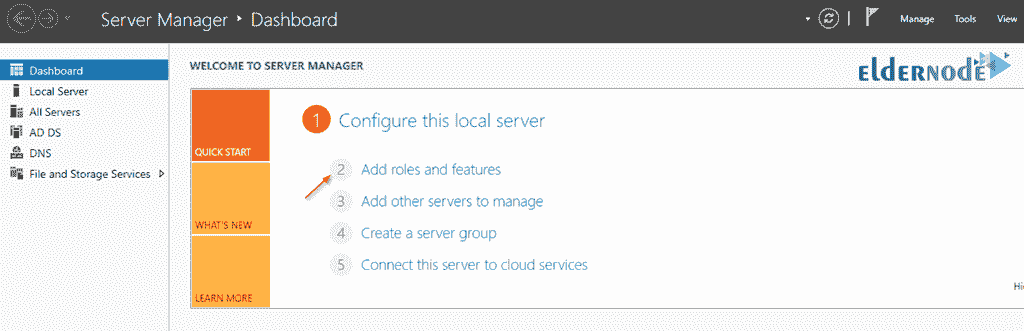 Server Manager • Dashboard
Manage Tools View
Dashboard
Local Server
All Servers
AD DS
DNS
File and Storage Services
WELCOME TO SERVER MANAGER
eldernode
QUICK START
WHAT'S NEW
LEARN MORE
1 Configure this local server
2 Add roles and features
3 Add other servers to manage
4 Create a server group
5 Connect this server to cloud services